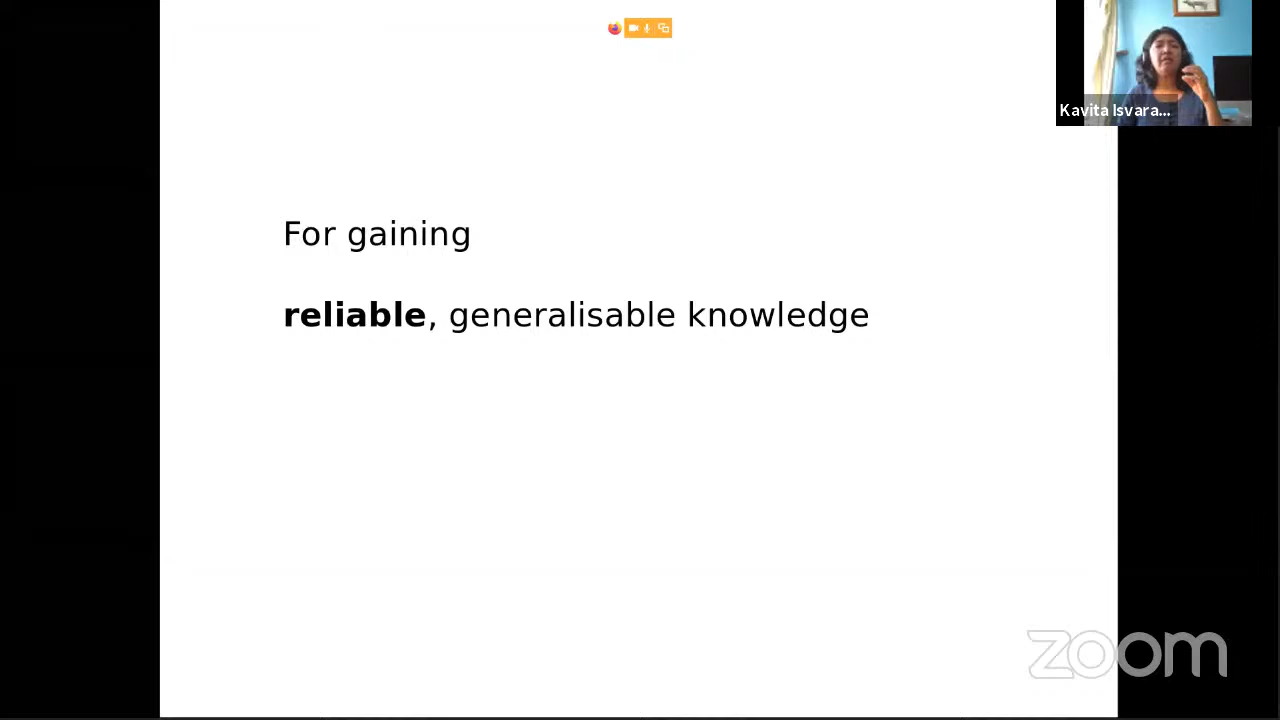 Kavita Isvara...
For gaining
reliable, generalisable knowledge
zoom